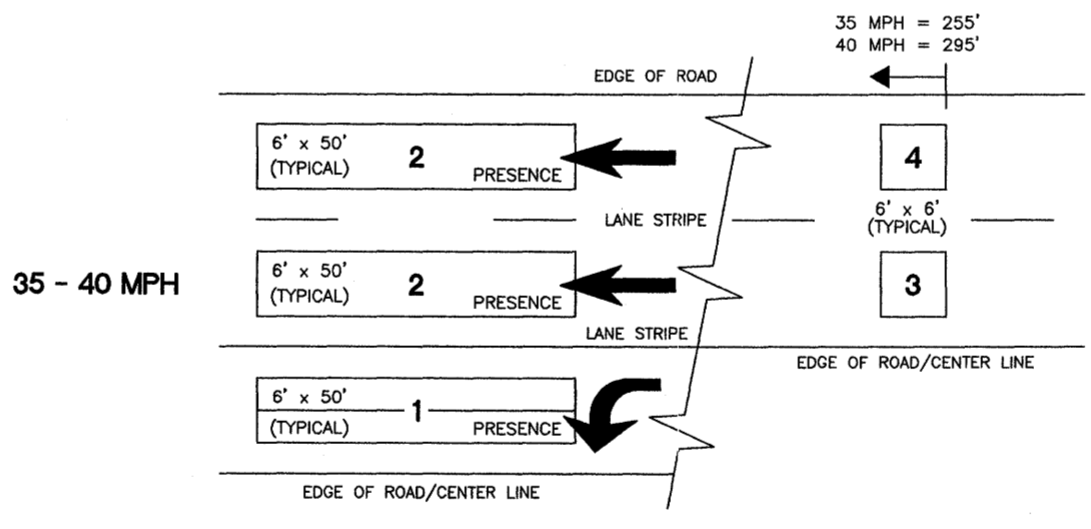 35 MPH = 255'
40 MPH = 295'
EDGE OF ROAD
6' x 50'
(TYPICAL)
2
PRESENCE
4
LANE STRIPE
6' x 6'
(TYPICAL)
35 - 40 MPH
6' x 50'
(TYPICAL)
2
PRESENCE
3
LANE STRIPE
EDGE OF ROAD/CENTER LINE
6' x 50'
(TYPICAL)
1
PRESENCE
EDGE OF ROAD/CENTER LINE